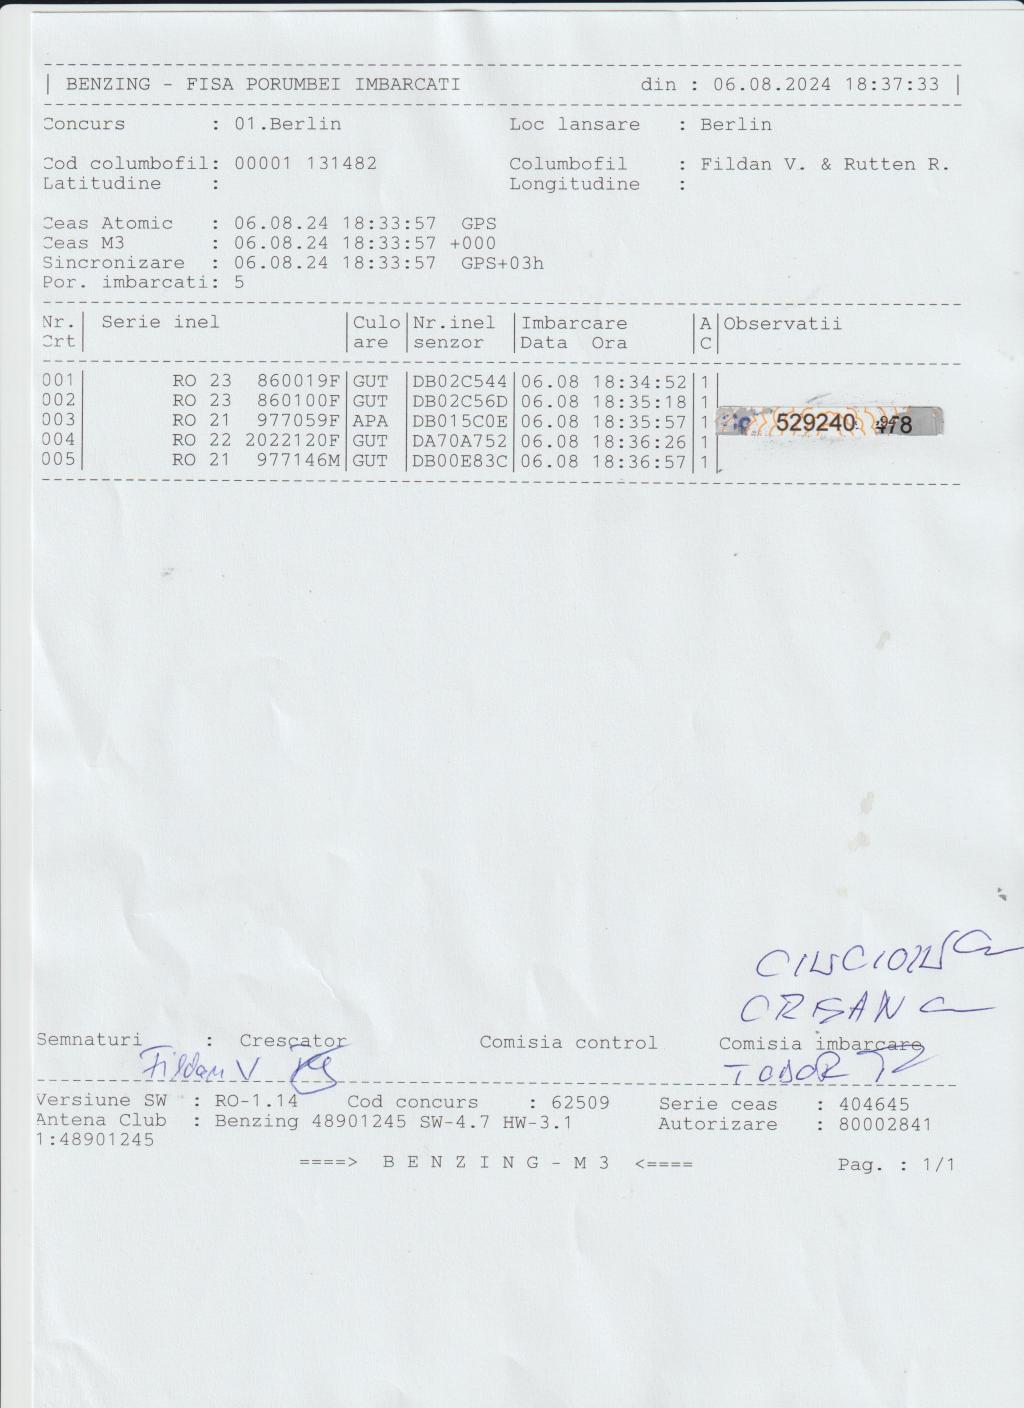 | BENZING - FISA PORUMBEI IMBARCATI din : 06.08.2024 18:37:33 |
Concurs : 01.Berlin Loc lansare : Berlin
Cod columbofil: 00001 131482 Columbofil : Fildan V. & Rutten R.
Latitudine : Longitudine :
Ceas Atomic : 06.08.24 18:33:57 GPS
Ceas M3 : 06.08.24 18:33:57 +000
Sincronizare : 06.08.24 18:33:57 GPS+03h
Por. imbarcati: 5
Nr.| Serie inel |Culo|Nr.inel |Imbarcare |A|Observatii
Crt| |are |senzor |Data Ora |C|
001| RO 23 860019F|GUT |DB02C544|06.08 18:34:52|1|
002| RO 23 860100F|GUT |DB02C56D|06.08 18:35:18|1|
003| RO 21 977059F|APA |DB015C0E|06.08 18:35:57|1| 529240
004| RO 22 2022120F|GUT |DA70A752|06.08 18:36:26|1|
005| RO 21 977146M|GUT |DB00E83C|06.08 18:36:57|1|
Semnaturi : Crescator Comisia control Comisia imbarcare
Fildan V TODOR
Versiune SW : RO-1.14 Cod concurs : 62509 Serie ceas : 404645
Antena Club : Benzing 48901245 SW-4.7 HW-3.1 Autorizare : 80002841
1:48901245
====> B E N Z I N G - M 3 <==== Pag. : 1/1